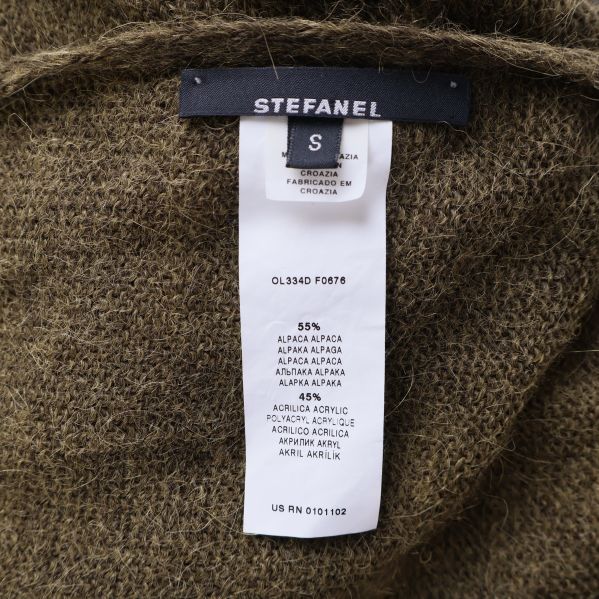 STEFANEL
S
CROAZIA
FABRICADO EM
CROAZIA
OL334D F0676
55%
ALPACA ALPACA
ALPAKA ALPAGA
ALPACA ALPACA
АЛЬПАКА ALPAKA
ALAPKA ALPAKA
45%
ACRILICA ACRYLIC
POLYACRYL ACRYLIQUE
ACRILICO ACRILICA
АКРИЛИК AKRYL
AKRIL AKRİLİK
US RN 0101102